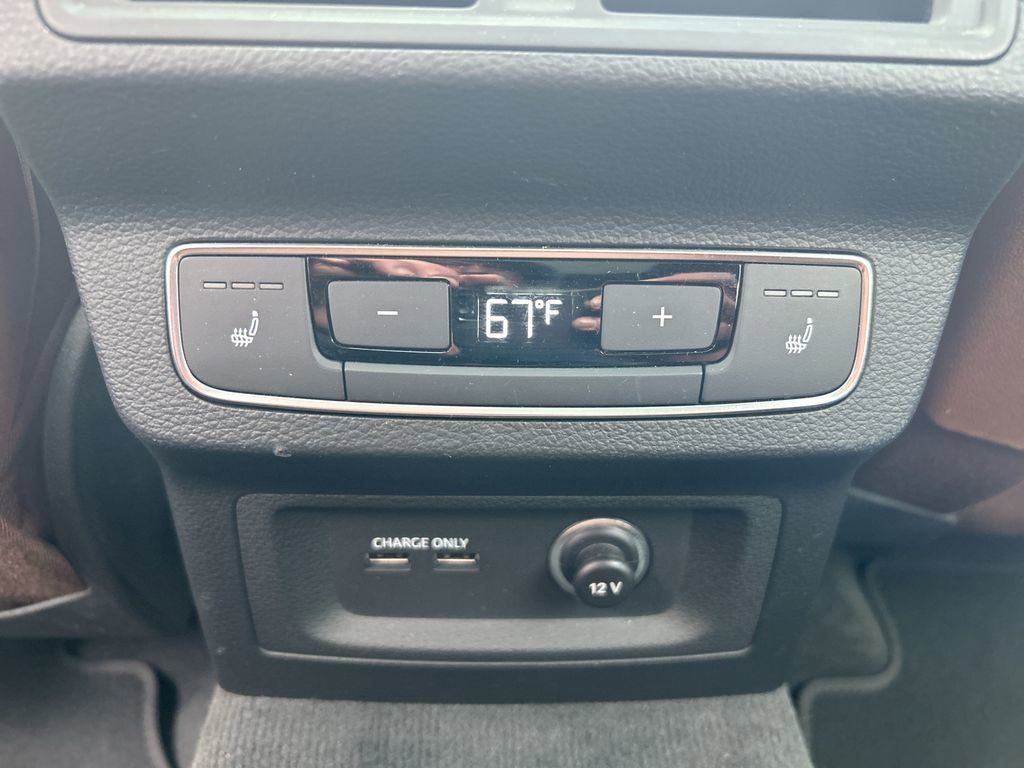 − 67°F +
CHARGE ONLY
12 V